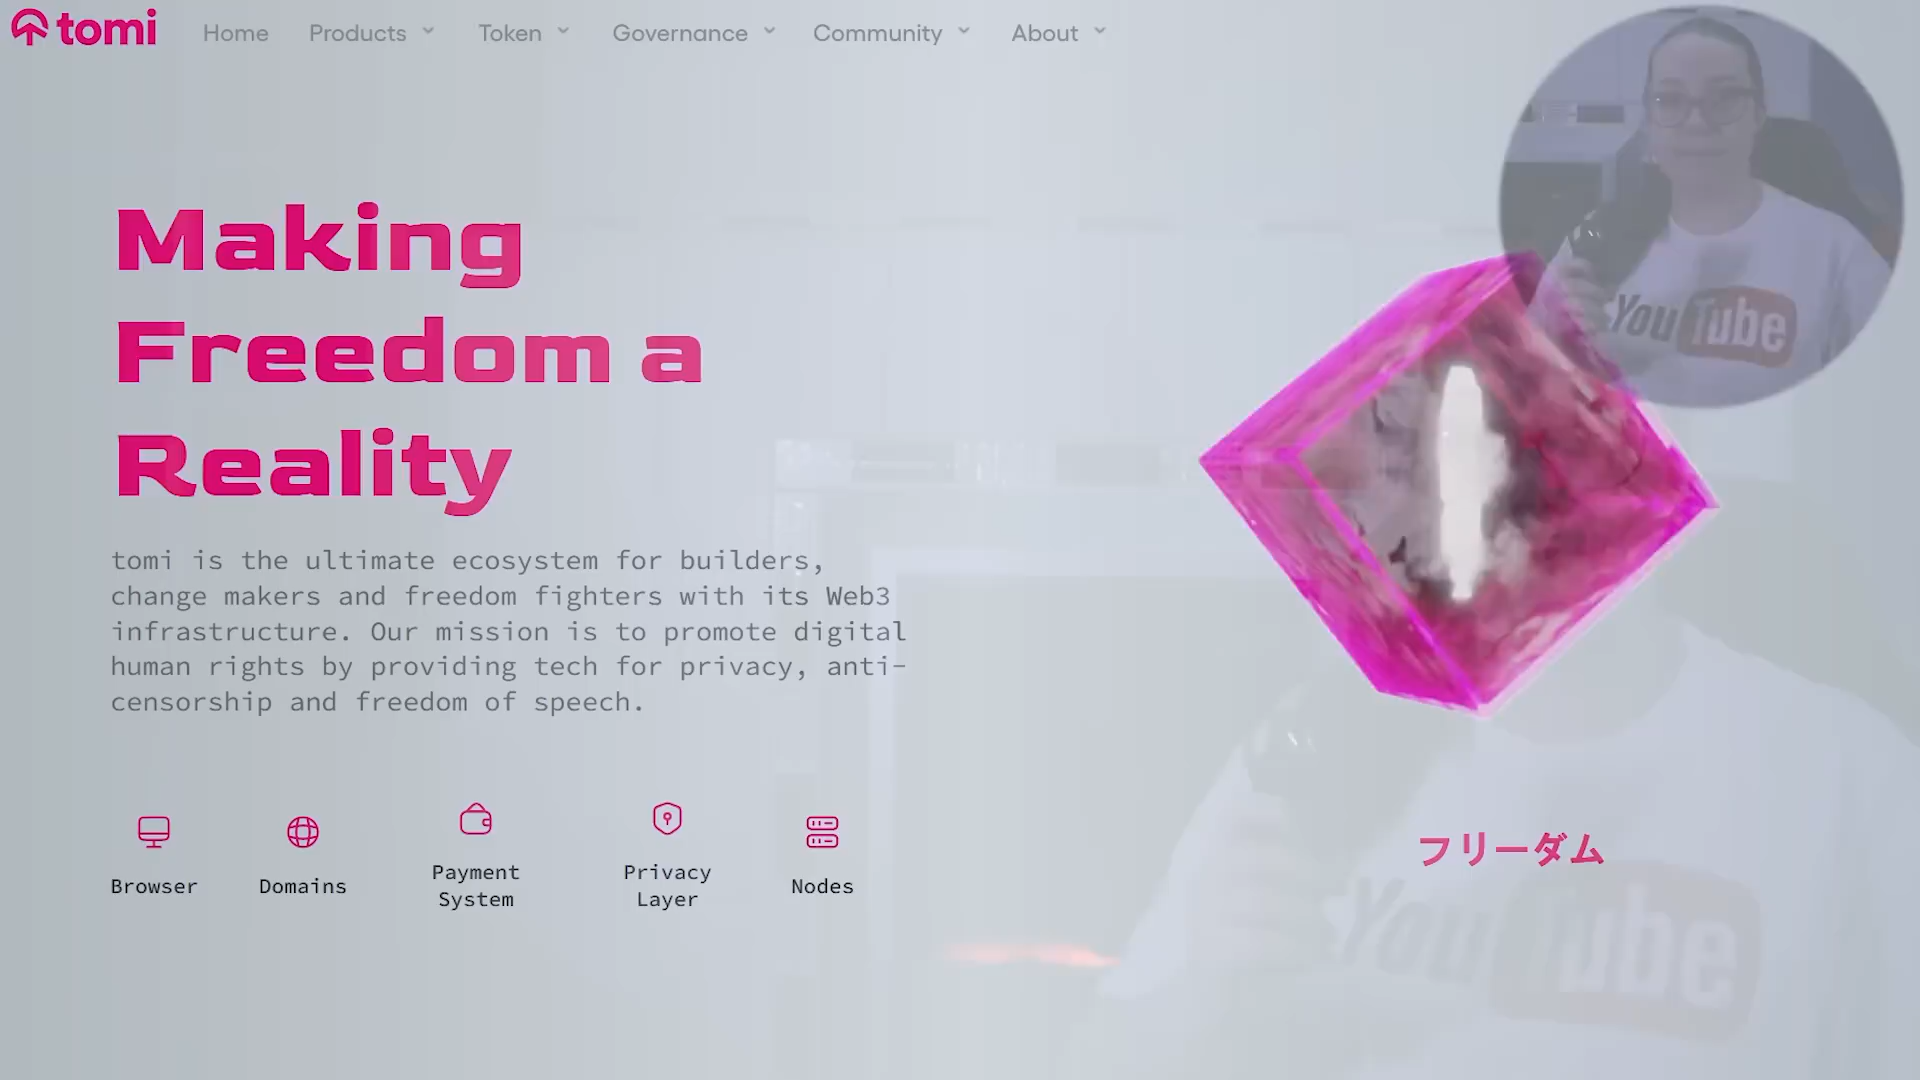 tomi
Home Products Token Governance Community About
Making
Freedom a
Reality
tomi is the ultimate ecosystem for builders,
change makers and freedom fighters with its Web3
infrastructure. Our mission is to promote digital
human rights by providing tech for privacy, anti-
censorship and freedom of speech.
Browser
Domains
Payment
System
Privacy
Layer
Nodes
YouTube
フリーダム
YouTube